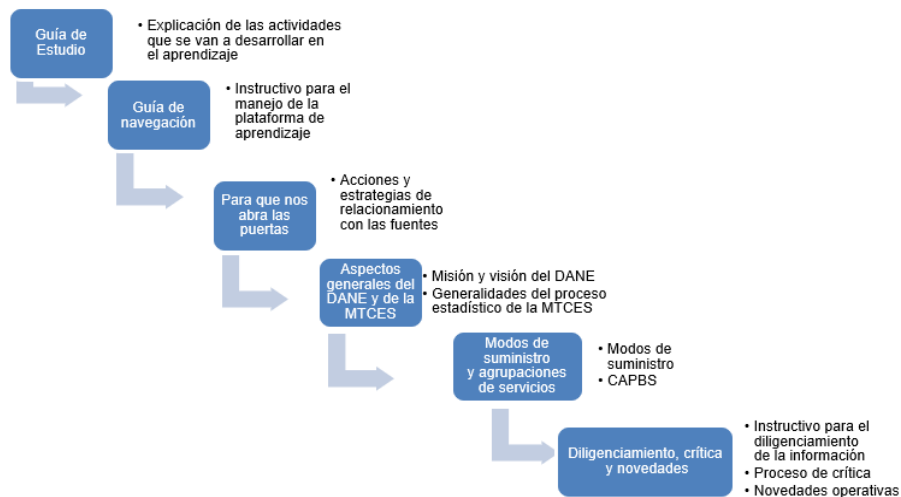 Guía de
Estudio
• Explicación de las actividades
que se van a desarrollar en
el aprendizaje
Guía de
navegación
• Instructivo para el
manejo de la
plataforma de
aprendizaje
Para que nos
abra las
puertas
• Acciones y
estrategias de
relacionamiento
con las fuentes
Aspectos
generales del
DANE y de la
MTCES
• Misión y visión del DANE
• Generalidades del proceso
estadístico de la MTCES
Modos de
suministro
y agrupaciones
de servicios
• Modos de
suministro
• CAPBS
Diligenciamiento, crítica
y novedades
• Instructivo para el
diligenciamiento
de la información
• Proceso de crítica
• Novedades operativas